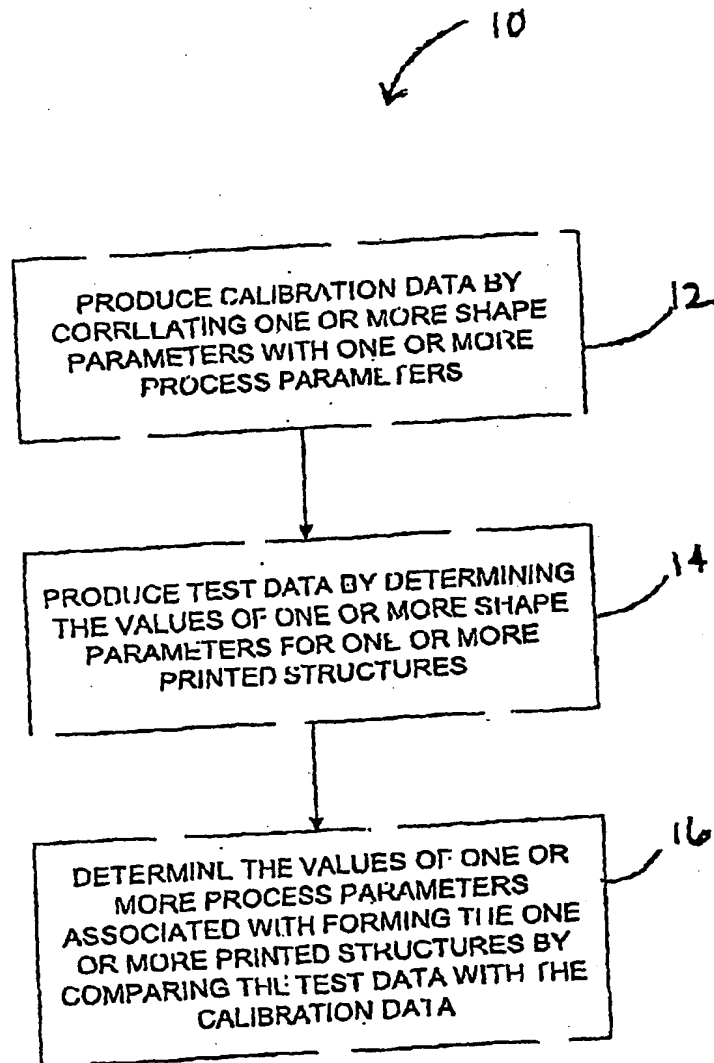 10
PRODUCE CALIBRATION DATA BY
CORRELATING ONE OR MORE SHAPE
PARAMETERS WITH ONE OR MORE
PROCESS PARAMETERS
12
PRODUCE TEST DATA BY DETERMINING
THE VALUES OF ONE OR MORE SHAPE
PARAMETERS FOR ONE OR MORE
PRINTED STRUCTURES
14
DETERMINE THE VALUES OF ONE OR
MORE PROCESS PARAMETERS
ASSOCIATED WITH FORMING THE ONE
OR MORE PRINTED STRUCTURES BY
COMPARING THE TEST DATA WITH THE
CALIBRATION DATA
16